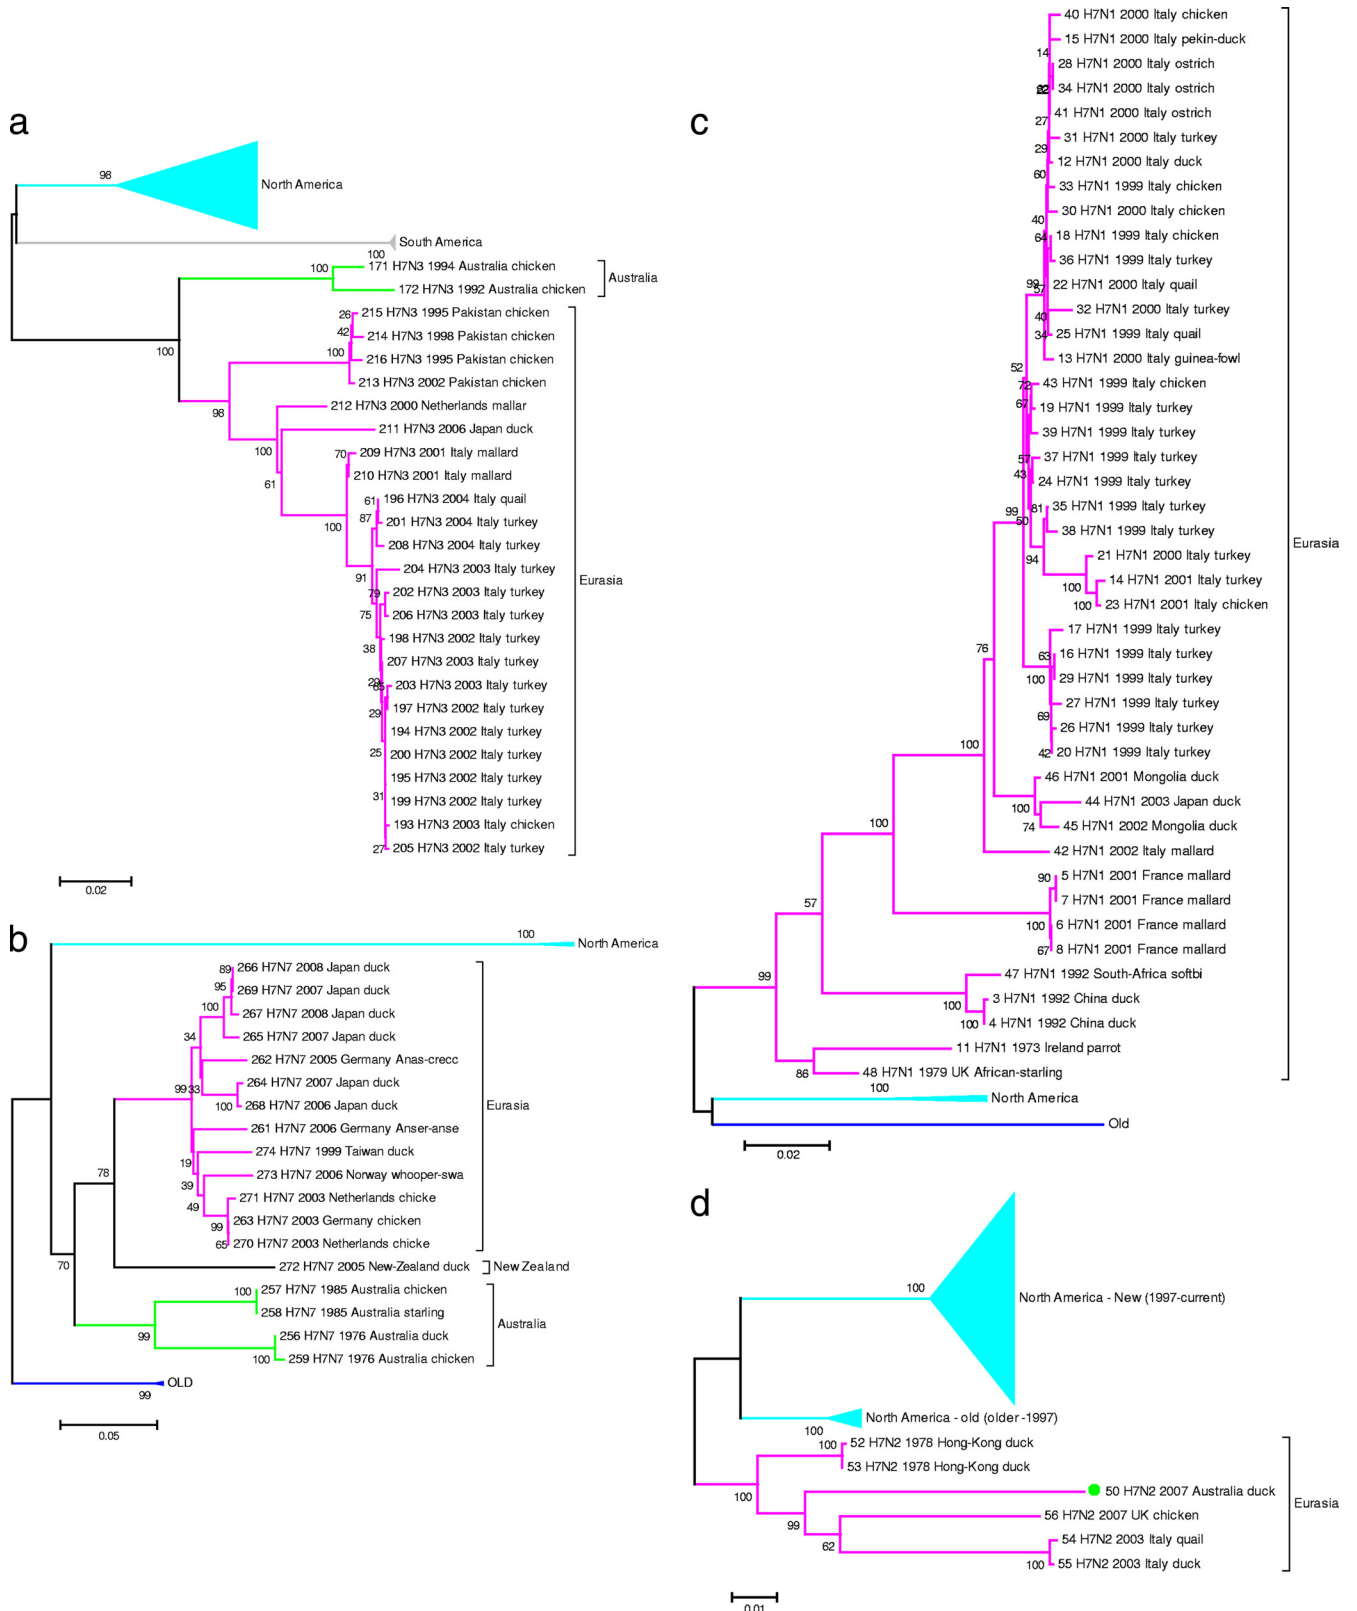 a
98
North America
South America
100
100
171 H7N3 1994 Australia chicken
172 H7N3 1992 Australia chicken
Australia
100
26
215 H7N3 1995 Pakistan chicken
42
214 H7N3 1998 Pakistan chicken
100
216 H7N3 1995 Pakistan chicken
213 H7N3 2002 Pakistan chicken
98
212 H7N3 2000 Netherlands mallar
211 H7N3 2006 Japan duck
100
70
209 H7N3 2001 Italy mallard
210 H7N3 2001 Italy mallard
61
61
196 H7N3 2004 Italy quail
87
201 H7N3 2004 Italy turkey
100
208 H7N3 2004 Italy turkey
204 H7N3 2003 Italy turkey
91
Eurasia
79
202 H7N3 2003 Italy turkey
75
206 H7N3 2003 Italy turkey
198 H7N3 2002 Italy turkey
38
207 H7N3 2003 Italy turkey
29
203 H7N3 2003 Italy turkey
197 H7N3 2002 Italy turkey
29
194 H7N3 2002 Italy turkey
25
200 H7N3 2002 Italy turkey
195 H7N3 2002 Italy turkey
31
199 H7N3 2002 Italy turkey
193 H7N3 2003 Italy chicken
27
205 H7N3 2002 Italy turkey
0.02
b
100
North America
89
266 H7N7 2008 Japan duck
95
269 H7N7 2007 Japan duck
100
267 H7N7 2008 Japan duck
34
265 H7N7 2007 Japan duck
262 H7N7 2005 Germany Anas-crecc
99
33
264 H7N7 2007 Japan duck
100
268 H7N7 2006 Japan duck
Eurasia
261 H7N7 2006 Germany Anser-anse
274 H7N7 1999 Taiwan duck
19
78
273 H7N7 2006 Norway whooper-swa
39
271 H7N7 2003 Netherlands chicke
49
263 H7N7 2003 Germany chicken
99
65
270 H7N7 2003 Netherlands chicke
70
272 H7N7 2005 New-Zealand duck
New Zealand
100
257 H7N7 1985 Australia chicken
258 H7N7 1985 Australia starling
99
Australia
256 H7N7 1976 Australia duck
100
259 H7N7 1976 Australia chicken
OLD
99
0.05
c
40 H7N1 2000 Italy chicken
15 H7N1 2000 Italy pekin-duck
14
28 H7N1 2000 Italy ostrich
34 H7N1 2000 Italy ostrich
41 H7N1 2000 Italy ostrich
27
31 H7N1 2000 Italy turkey
29
12 H7N1 2000 Italy duck
60
33 H7N1 1999 Italy chicken
30 H7N1 2000 Italy chicken
40
18 H7N1 1999 Italy chicken
64
36 H7N1 1999 Italy turkey
99
57
22 H7N1 2000 Italy quail
32 H7N1 2000 Italy turkey
40
34
25 H7N1 1999 Italy quail
13 H7N1 2000 Italy guinea-fowl
52
72
43 H7N1 1999 Italy chicken
67
19 H7N1 1999 Italy turkey
39 H7N1 1999 Italy turkey
57
37 H7N1 1999 Italy turkey
43
24 H7N1 1999 Italy turkey
99
50
81
35 H7N1 1999 Italy turkey
38 H7N1 1999 Italy turkey
Eurasia
94
21 H7N1 2000 Italy turkey
100
14 H7N1 2001 Italy turkey
100
23 H7N1 2001 Italy chicken
17 H7N1 1999 Italy turkey
76
63
16 H7N1 1999 Italy turkey
100
29 H7N1 1999 Italy turkey
27 H7N1 1999 Italy turkey
69
26 H7N1 1999 Italy turkey
100
42
20 H7N1 1999 Italy turkey
46 H7N1 2001 Mongolia duck
100
44 H7N1 2003 Japan duck
100
74
45 H7N1 2002 Mongolia duck
42 H7N1 2002 Italy mallard
90
5 H7N1 2001 France mallard
57
7 H7N1 2001 France mallard
100
6 H7N1 2001 France mallard
67
8 H7N1 2001 France mallard
99
47 H7N1 1992 South-Africa softbi
100
3 H7N1 1992 China duck
100
4 H7N1 1992 China duck
11 H7N1 1973 Ireland parrot
86
48 H7N1 1979 UK African-starling
100
North America
Old
0.02
d
100
North America - New (1997-current)
North America - old (older -1997)
100
100
52 H7N2 1978 Hong-Kong duck
53 H7N2 1978 Hong-Kong duck
100
50 H7N2 2007 Australia duck
Eurasia
99
56 H7N2 2007 UK chicken
62
54 H7N2 2003 Italy quail
100
55 H7N2 2003 Italy duck
0.01